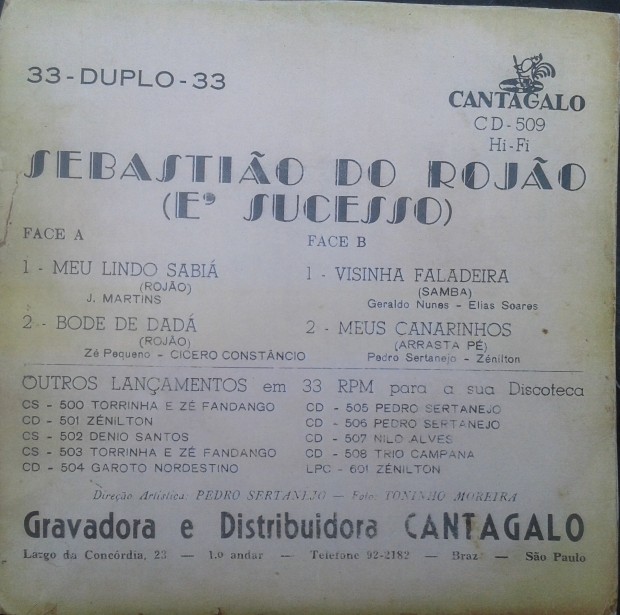 33-DUPLO-33
CANTAGALO
CD-509
Hi-Fi
SEBASTIÃO DO ROJÃO
(E' SUCESSO)
FACE A
1 - MEU LINDO SABIÁ
(ROJÃO)
J. MARTINS
2 - BODE DE DADÁ
(ROJÃO)
Zé Pequeno - CICERO CONSTÂNCIO
FACE B
1 - VISINHA FALADEIRA
(SAMBA)
Geraldo Nunes - Elias Soares
2 - MEUS CANARINHOS
(ARRASTA PÉ)
Pedro Sertanejo - Zénilton
OUTROS LANÇAMENTOS em 33 RPM para a sua Discoteca
CS - 500 TORRINHA E ZÉ FANDANGO
CD - 501 ZÉNILTON
CS - 502 DENIO SANTOS
CS - 503 TORRINHA E ZÉ FANDANGO
CD - 504 GAROTO NORDESTINO
CD - 505 PEDRO SERTANEJO
CD - 506 PEDRO SERTANEJO
CD - 507 NILO ALVES
CD - 508 TRIO CAMPANA
LPC - 601 ZÉNILTON
Direção Artística: PEDRO SERTANEJO — Foto: TONINHO MOREIRA
Gravadora e Distribuidora CANTAGALO
Largo da Concórdia, 23 — 1.º andar — Telefone 92-2182 — Braz — São Paulo